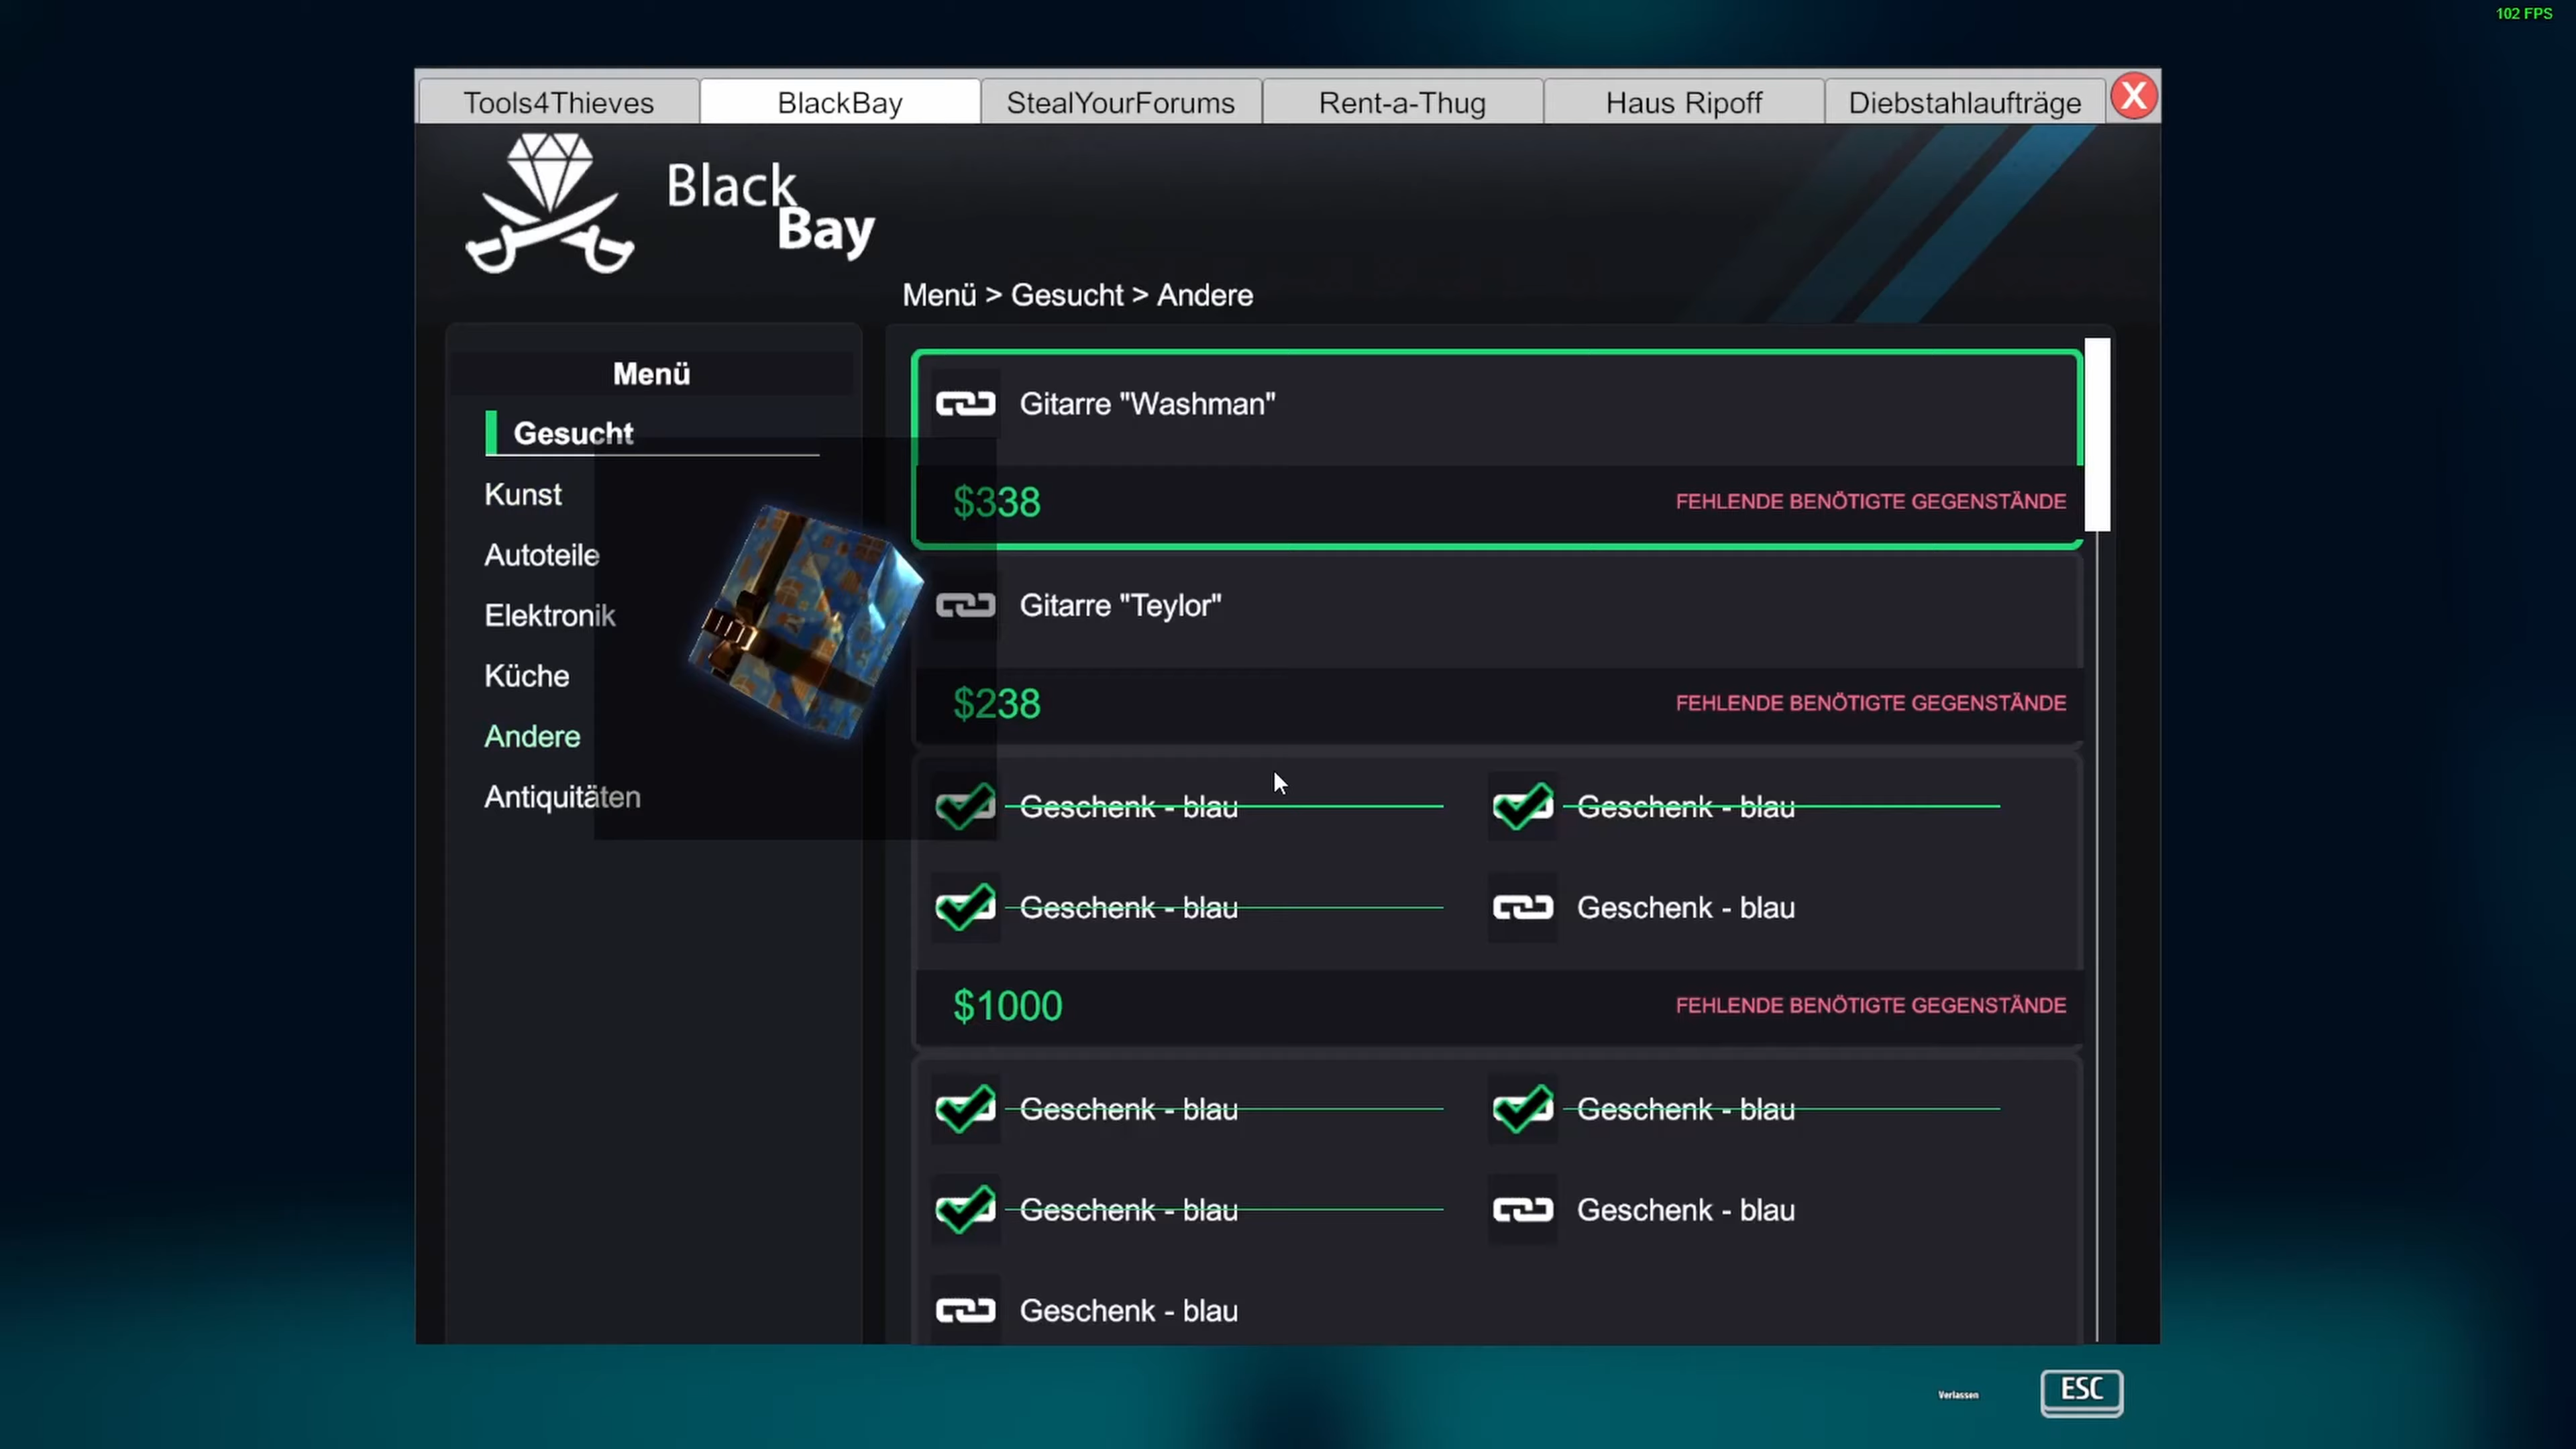 102 FPS
Tools4Thieves
BlackBay
StealYourForums
Rent-a-Thug
Haus Ripoff
Diebstahlaufträge
X
Black
Bay
Menü > Gesucht > Andere
Menü
Gesucht
Kunst
Autoteile
Elektronik
Küche
Andere
Antiquitäten
Gitarre "Washman"
$338
FEHLENDE BENÖTIGTE GEGENSTÄNDE
Gitarre "Teylor"
$238
FEHLENDE BENÖTIGTE GEGENSTÄNDE
Geschenk - blau
Geschenk - blau
Geschenk - blau
Geschenk - blau
$1000
FEHLENDE BENÖTIGTE GEGENSTÄNDE
Geschenk - blau
Geschenk - blau
Geschenk - blau
Geschenk - blau
Geschenk - blau
Verlassen
ESC